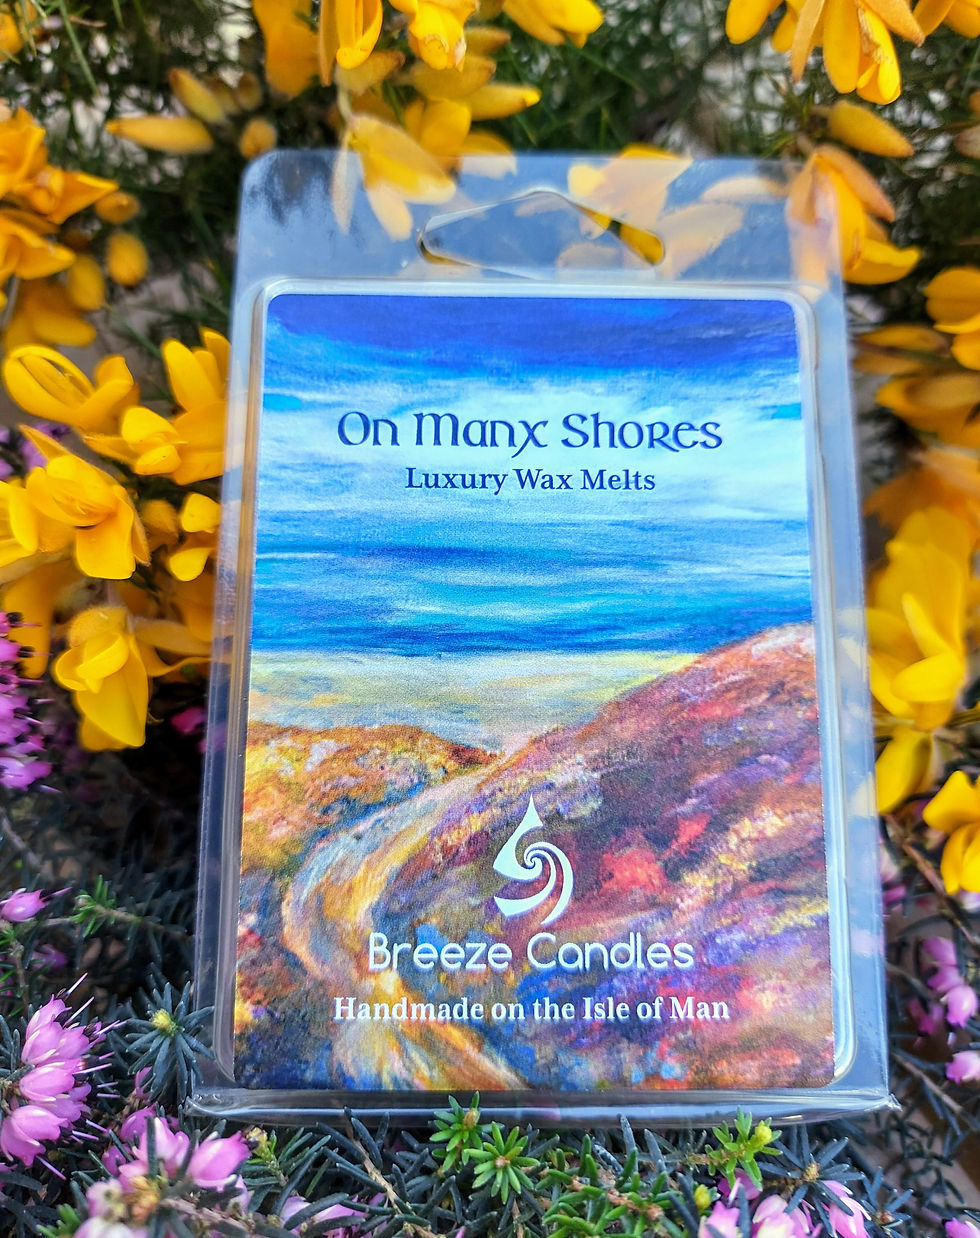 On Manx Shores
Luxury Wax Melts
Breeze Candles
Handmade on the Isle of Man